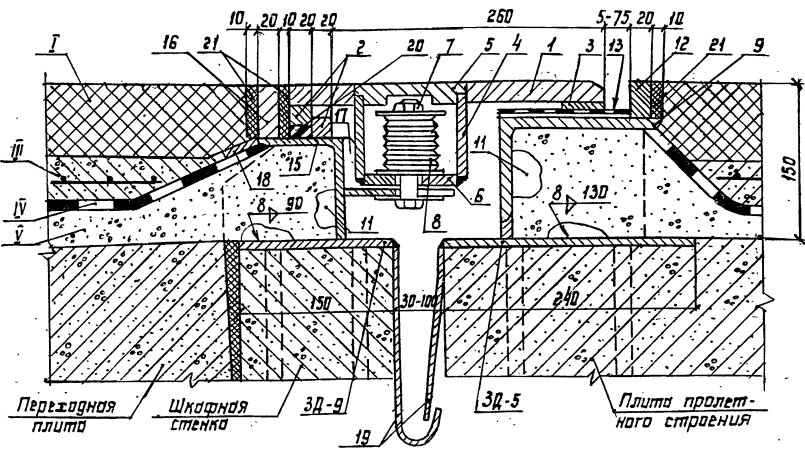 10 20 10 20 20 260 5-75 20 10
I 16 21 2 20 7 5 4 1 3 13 12 21 9
17
III
11
150
18 15 6
IV
8 90 11 8 8 130
V
150 30-100 240
Переходная плита
Шкафная стенка
ЗД-9
19
ЗД-5
Плита пролет-
ного строения